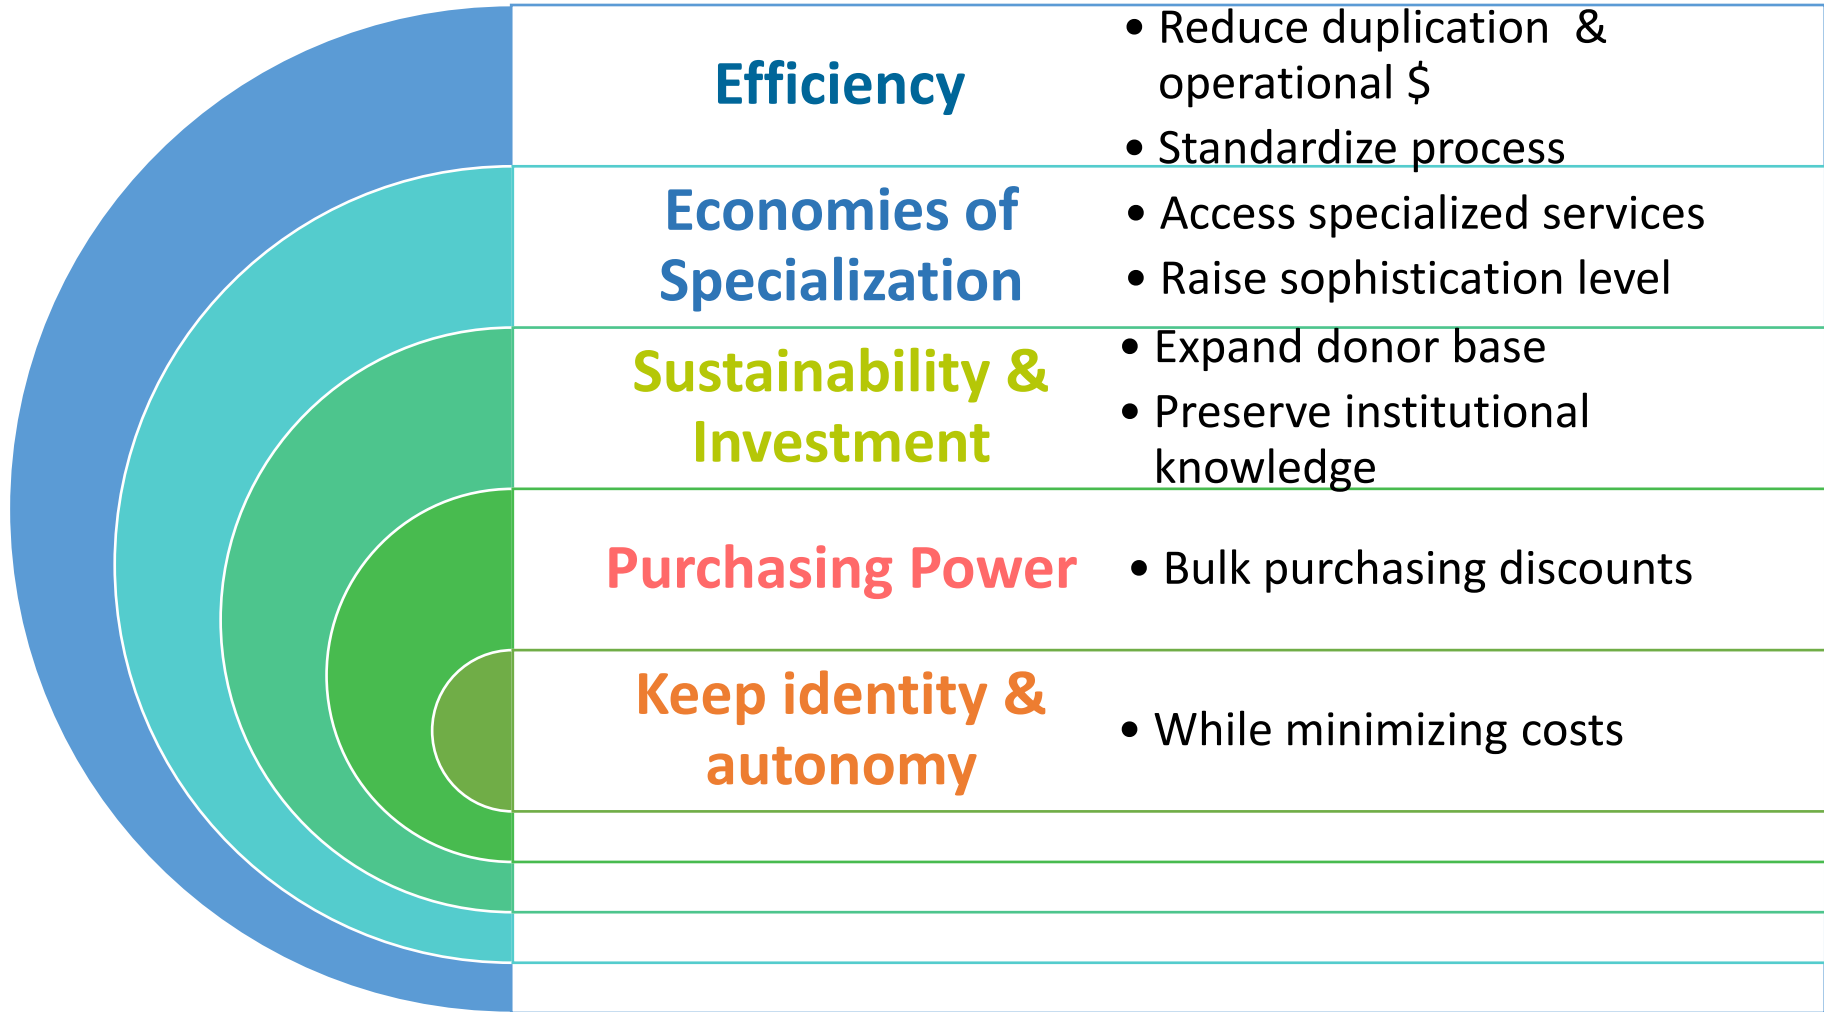 Efficiency
• Reduce duplication  &
operational $
• Standardize process
Economies of
Specialization
• Access specialized services
• Raise sophistication level
Sustainability &
Investment
• Expand donor base
• Preserve institutional
knowledge
Purchasing Power
• Bulk purchasing discounts
Keep identity &
autonomy
• While minimizing costs